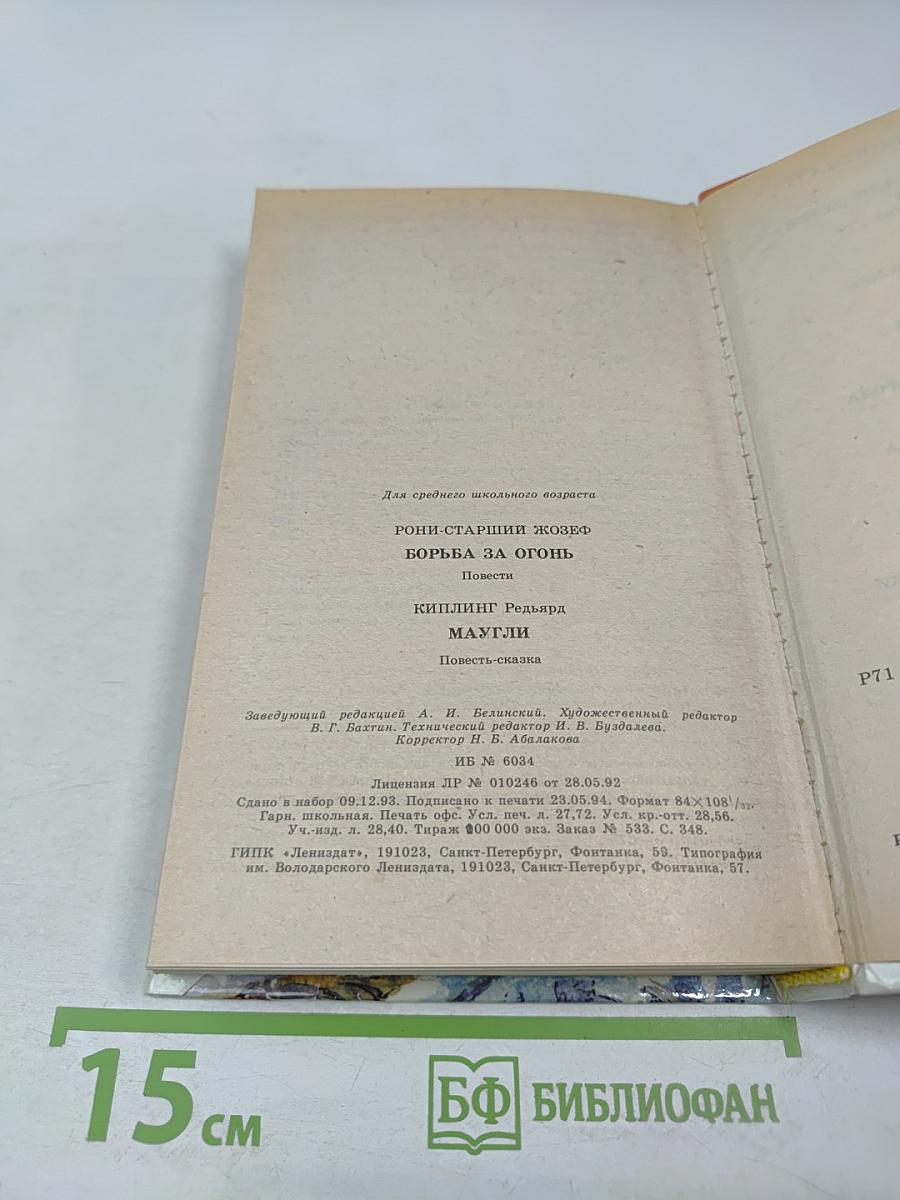 Для среднего школьного возраста
РОНИ-СТАРШИЙ ЖОЗЕФ
БОРЬБА ЗА ОГОНЬ
Повести
КИПЛИНГ Редьярд
МАУГЛИ
Повесть-сказка
Заведующий редакцией А. И. Белинский. Художественный редактор
В. Г. Бахтин. Технический редактор И. В. Буздалева.
Корректор Н. Б. Абалакова
ИБ № 6034
Лицензия ЛР № 010246 от 28.05.92
Сдано в набор 09.12.93. Подписано к печати 23.05.94. Формат 84×108¹/₃₂.
Гарн. школьная. Печать офс. Усл. печ. л. 27,72. Усл. кр.-отт. 28,56.
Уч.-изд. л. 28,40. Тираж 100 000 экз. Заказ № 533. С. 348.
ГИПК «Лениздат», 191023, Санкт-Петербург, Фонтанка, 59. Типография
им. Володарского Лениздата, 191023, Санкт-Петербург, Фонтанка, 57.
Р71
15 см
БФ БИБЛИОФАН